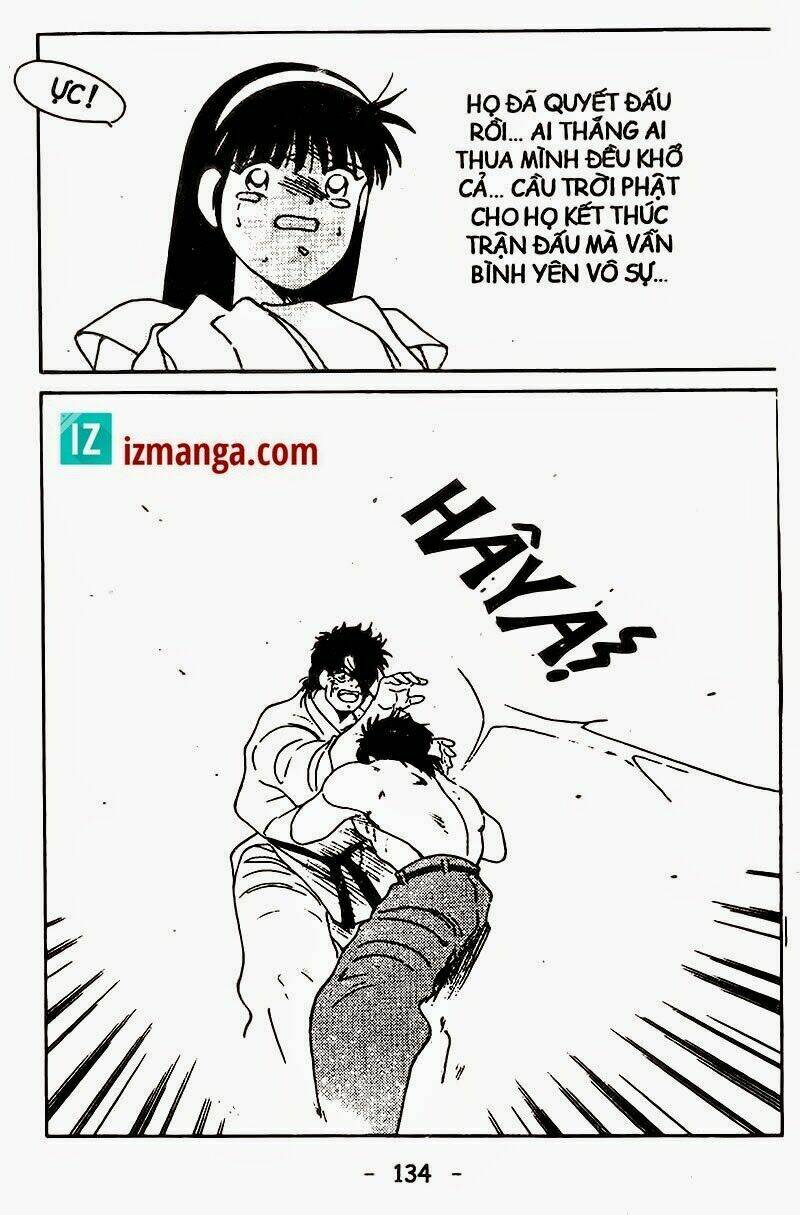 ỰC!
HỌ ĐÃ QUYẾT ĐẤU
RỒI... AI THẮNG AI
THUA MÌNH ĐỀU KHỔ
CẢ... CẦU TRỜI PHẬT
CHO HỌ KẾT THÚC
TRẬN ĐẤU MÀ VẪN
BÌNH YÊN VÔ SỰ...
IZ izmanga.com
HÂYA!
- 134 -